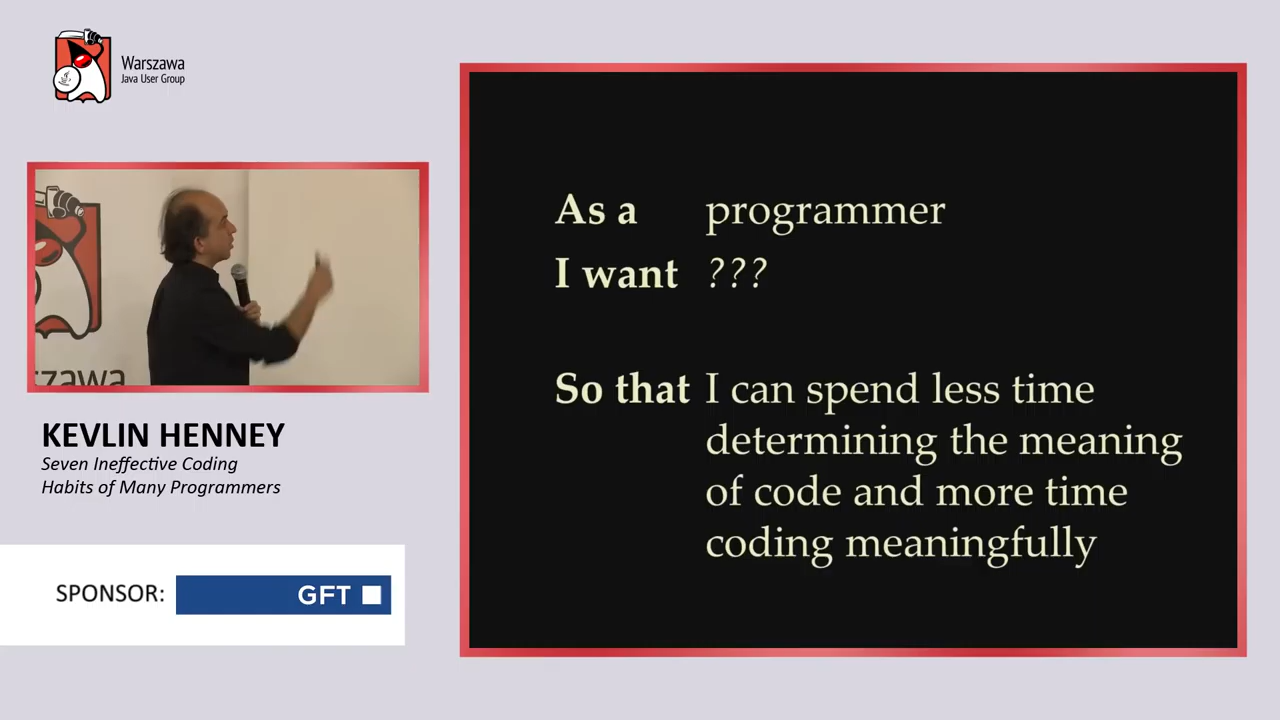 Warszawa
Java User Group
szawa
KEVLIN HENNEY
Seven Ineffective Coding
Habits of Many Programmers
SPONSOR: GFT
As a programmer
I want ???
So that I can spend less time
determining the meaning
of code and more time
coding meaningfully